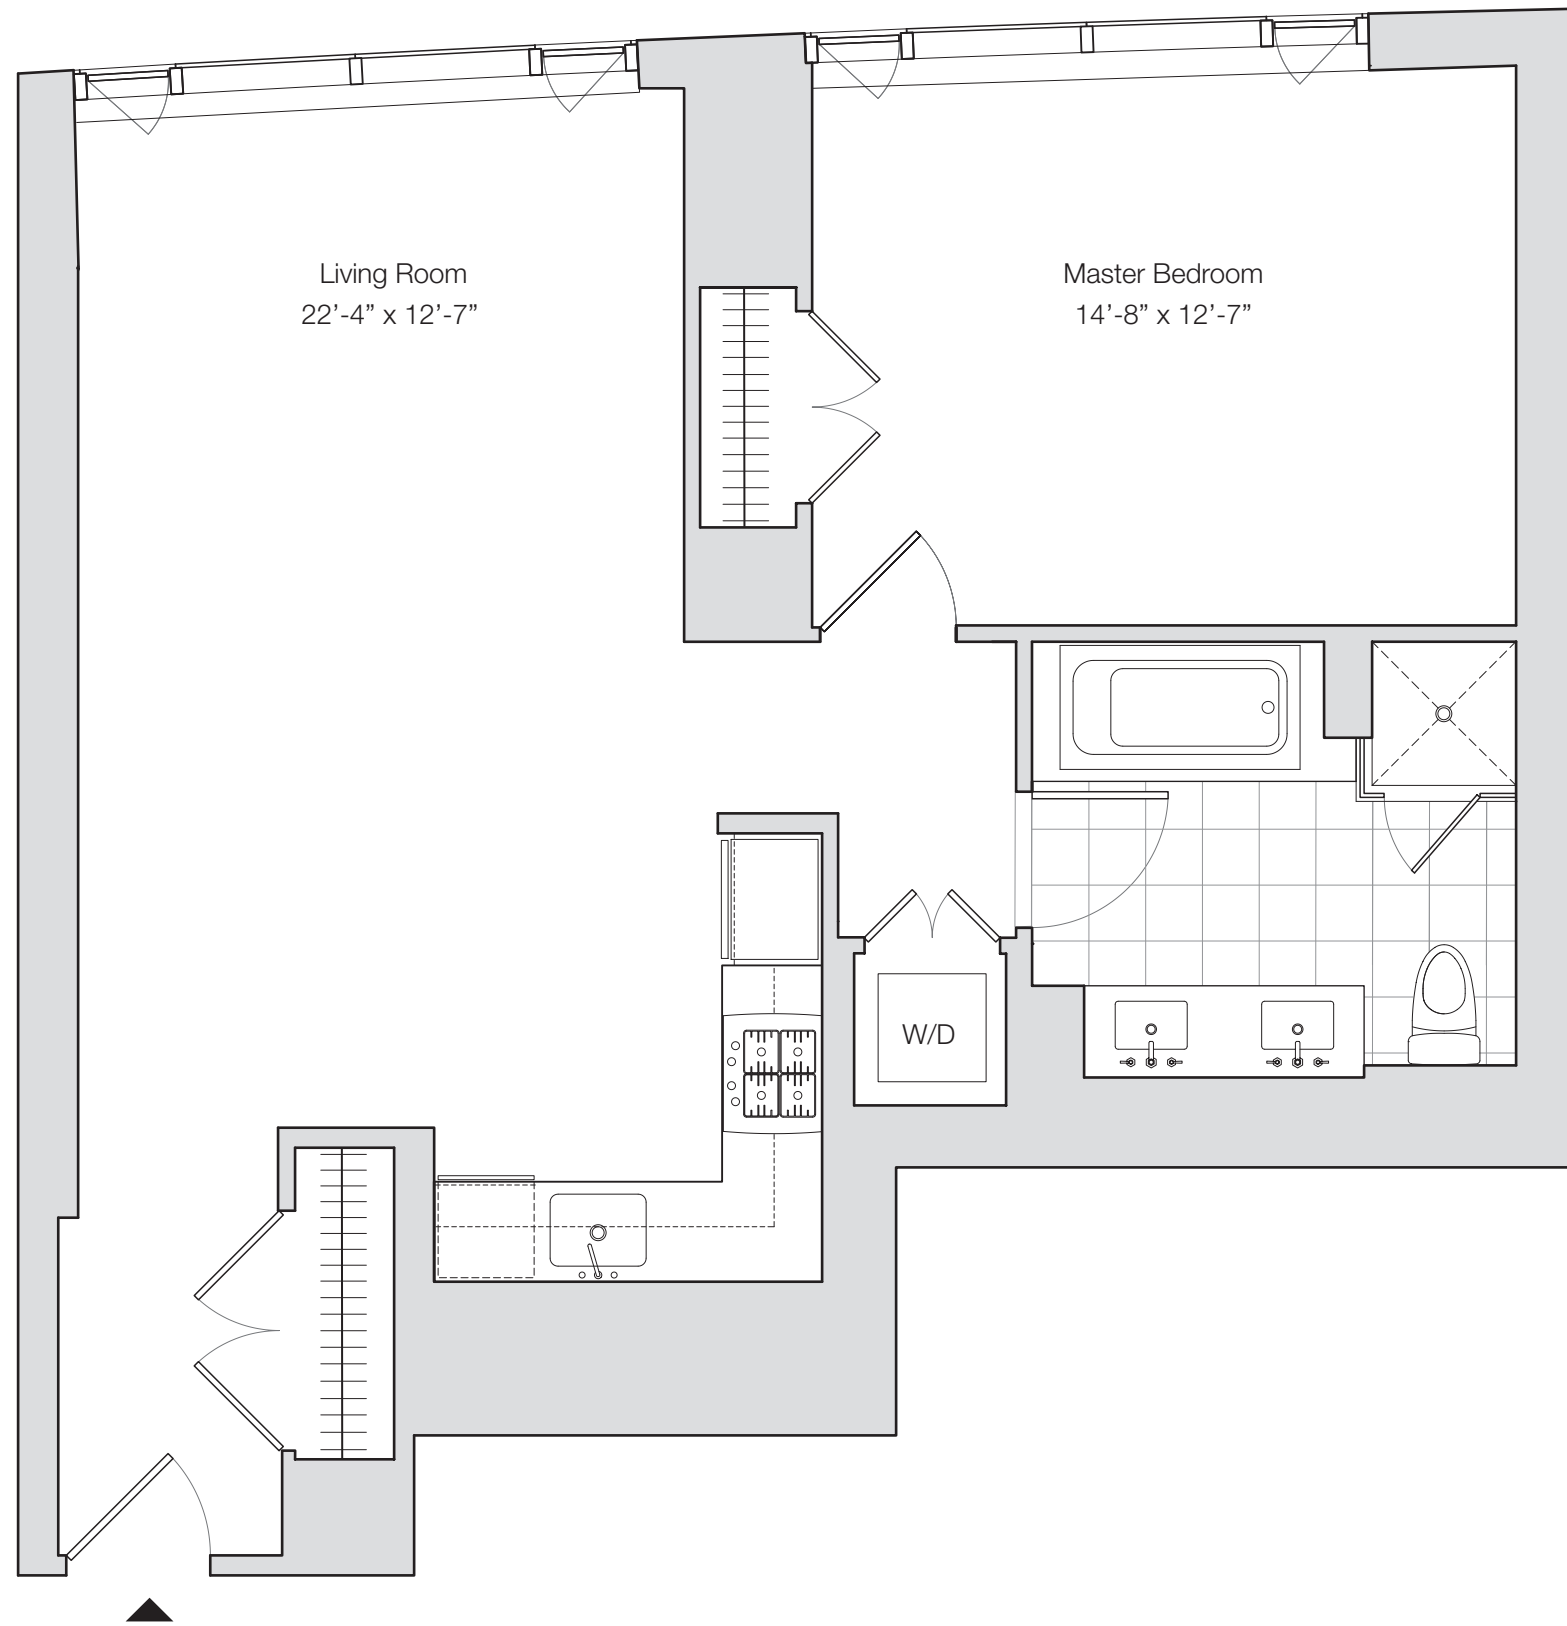 Living Room
22’-4” x 12’-7”
Master Bedroom
14’-8” x 12’-7”
W/D